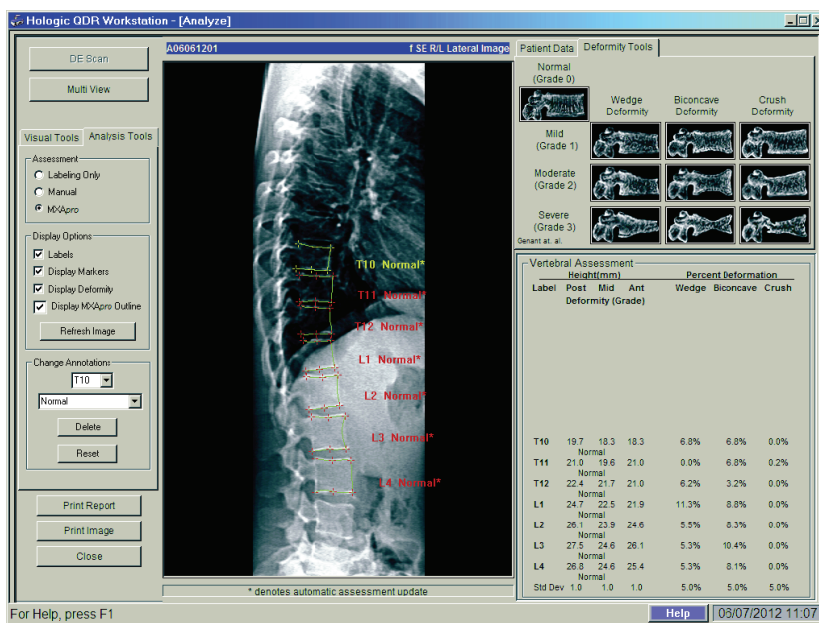 Hologic QDR Workstation - [Analyze]
DE Scan
Multi View
Visual Tools Analysis Tools
Assessment
Labeling Only
Manual
MXApro
Display Options
Labels
Display Markers
Display Deformity
Display MXApro Outline
Refresh Image
Change Annotations
T10
Normal
Delete
Reset
Print Report
Print Image
Close
A06061201 f SE R/L Lateral Image
T10 Normal*
T11 Normal*
T12 Normal*
L1 Normal*
L2 Normal*
L3 Normal*
L4 Normal*
* denotes automatic assessment update
Patient Data Deformity Tools
Normal
(Grade 0)
Wedge Biconcave Crush
Deformity Deformity Deformity
Mild
(Grade 1)
Moderate
(Grade 2)
Severe
(Grade 3)
Genant at. al.
Vertebral Assessment
Height(mm) Percent Deformation
Label Post Mid Ant Wedge Biconcave Crush
Deformity (Grade)
T10 19.7 18.3 18.3 6.8% 6.8% 0.0%
Normal
T11 21.0 19.6 21.0 0.0% 6.8% 0.2%
Normal
T12 22.4 21.7 21.0 6.2% 3.2% 0.0%
Normal
L1 24.7 22.5 21.9 11.3% 8.8% 0.0%
Normal
L2 26.1 23.9 24.6 5.5% 8.3% 0.0%
Normal
L3 27.5 24.6 26.1 5.3% 10.4% 0.0%
Normal
L4 26.8 24.6 25.4 5.3% 8.1% 0.0%
Normal
Std Dev 1.0 1.0 1.0 5.0% 5.0% 5.0%
For Help, press F1
Help
06/07/2012 11:07